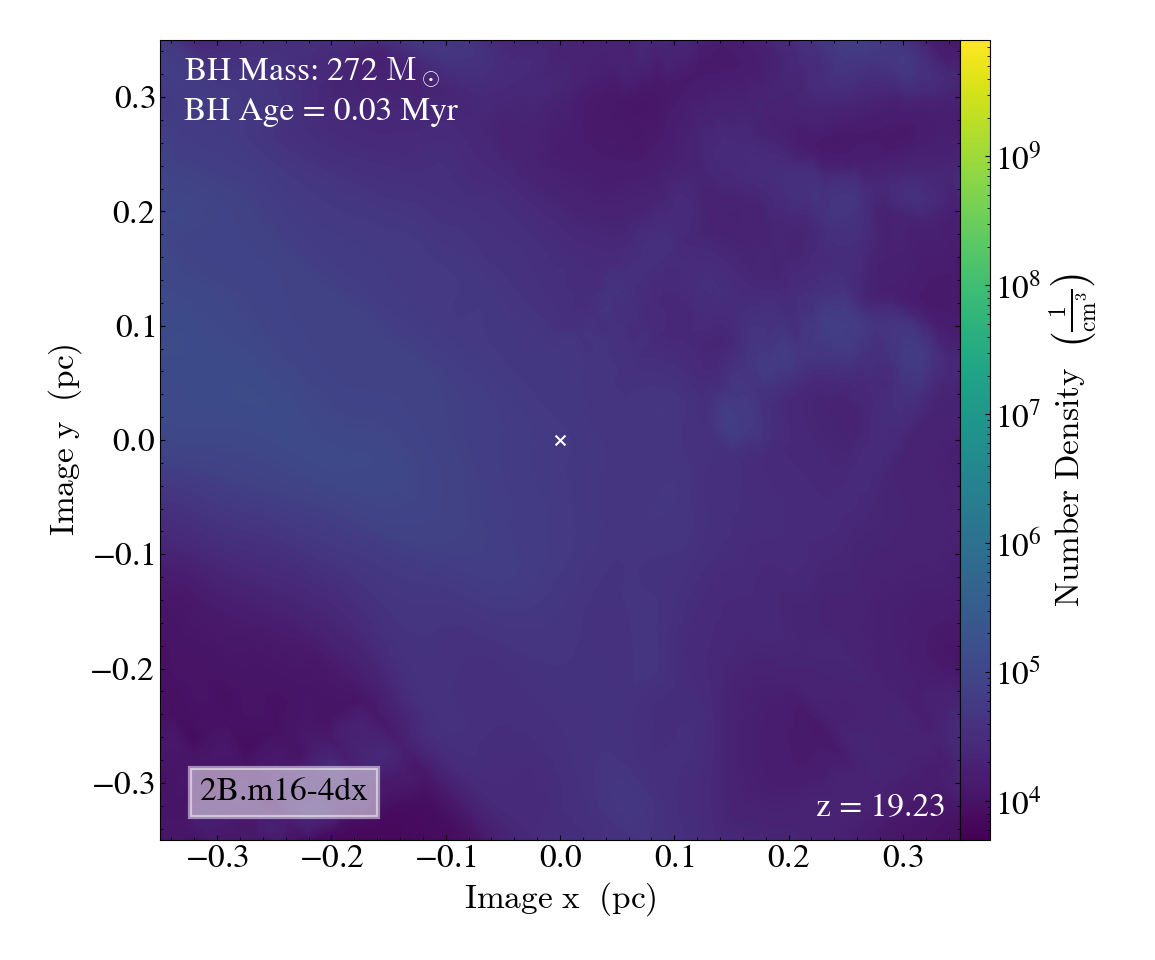 BH Mass: 272 M⊙
BH Age = 0.03 Myr
0.3
0.2
0.1
0.0
−0.1
−0.2
−0.3
Image y (pc)
2B.m16-4dx
z = 19.23
−0.3 −0.2 −0.1 0.0 0.1 0.2 0.3
Image x (pc)
10⁹
10⁸
10⁷
10⁶
10⁵
10⁴
Number Density (1/cm³)